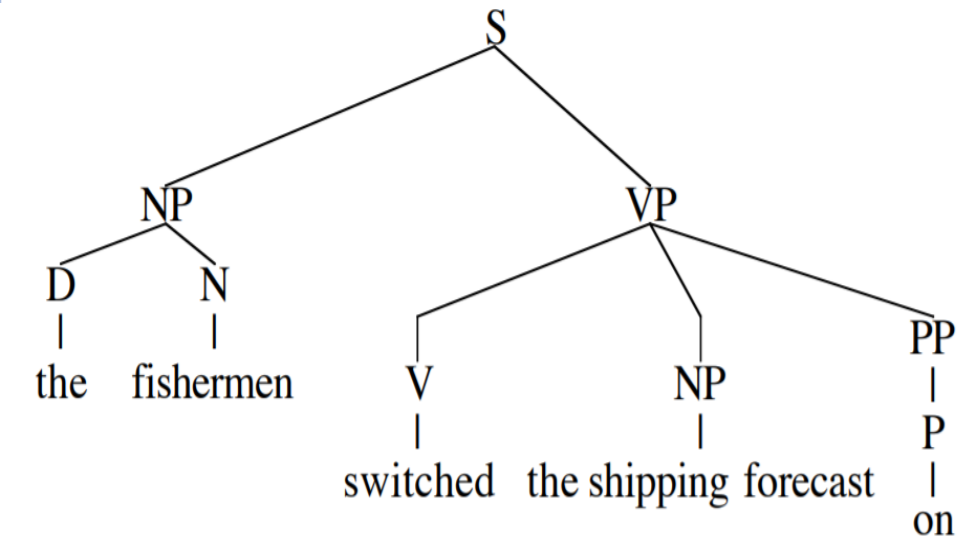 S
NP VP
D N
PP
the fishermen V NP
P
switched the shipping forecast
on